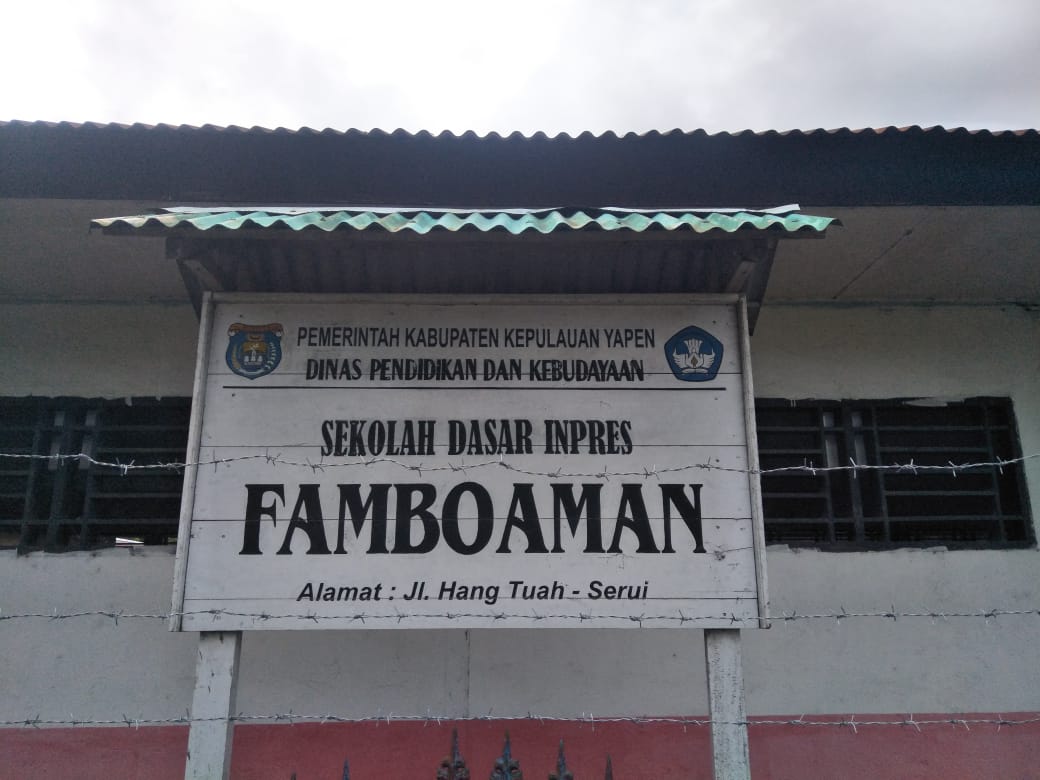 PEMERINTAH KABUPATEN KEPULAUAN YAPEN
DINAS PENDIDIKAN DAN KEBUDAYAAN
SEKOLAH DASAR INPRES
FAMBOAMAN
Alamat : Jl. Hang Tuah - Serui